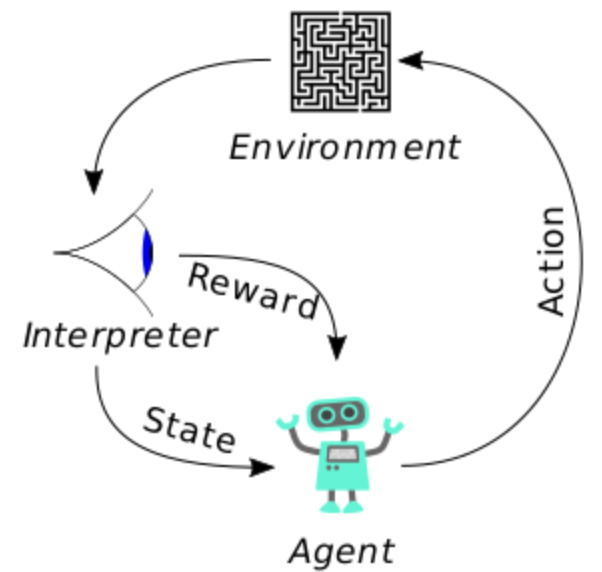 Environment
Action
Reward
Interpreter
State
Agent